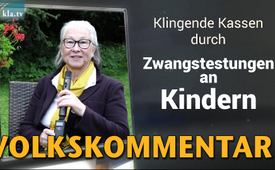 kla.tv
Klingende Kassen
durch
Zwangstestungen
an
Kindern
VOLKSKOMMENTAR